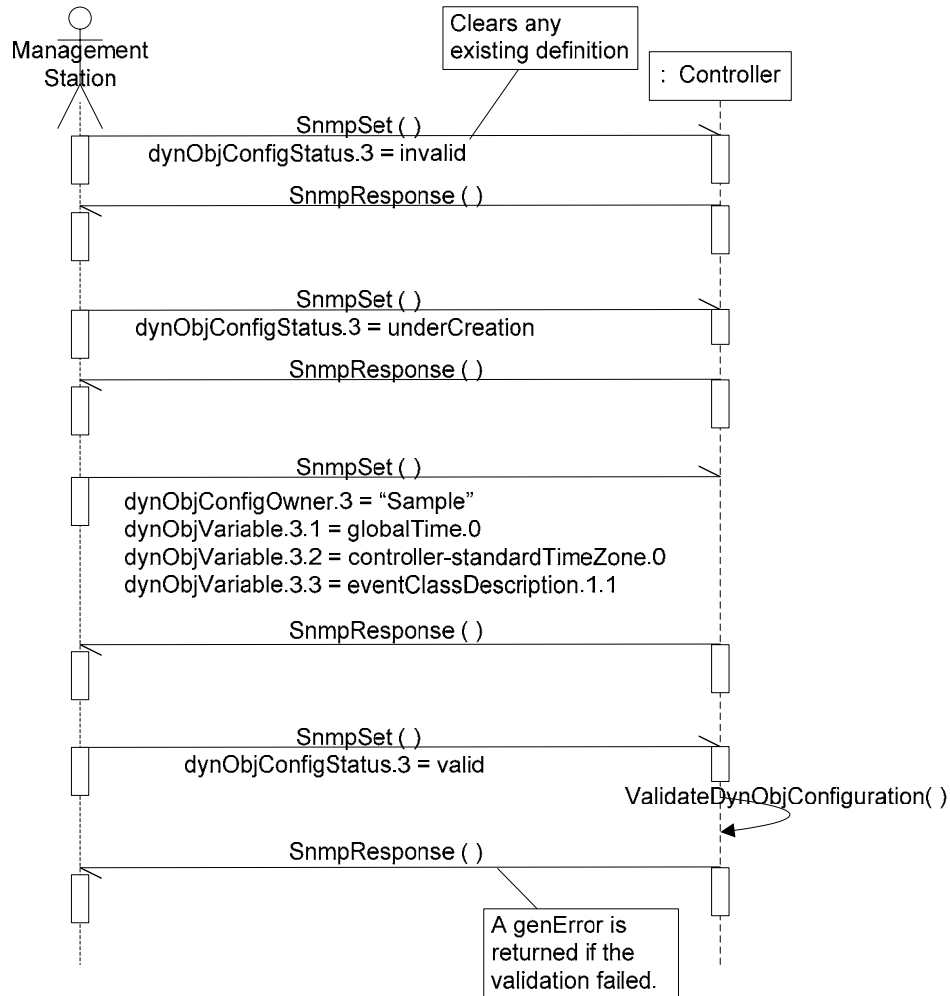 Clears any
existing definition
Management
Station
: Controller
SnmpSet ( )
dynObjConfigStatus.3 = invalid
SnmpResponse ( )
SnmpSet ( )
dynObjConfigStatus.3 = underCreation
SnmpResponse ( )
SnmpSet ( )
dynObjConfigOwner.3 = “Sample”
dynObjVariable.3.1 = globalTime.0
dynObjVariable.3.2 = controller-standardTimeZone.0
dynObjVariable.3.3 = eventClassDescription.1.1
SnmpResponse ( )
SnmpSet ( )
dynObjConfigStatus.3 = valid
ValidateDynObjConfiguration( )
SnmpResponse ( )
A genError is
returned if the
validation failed.